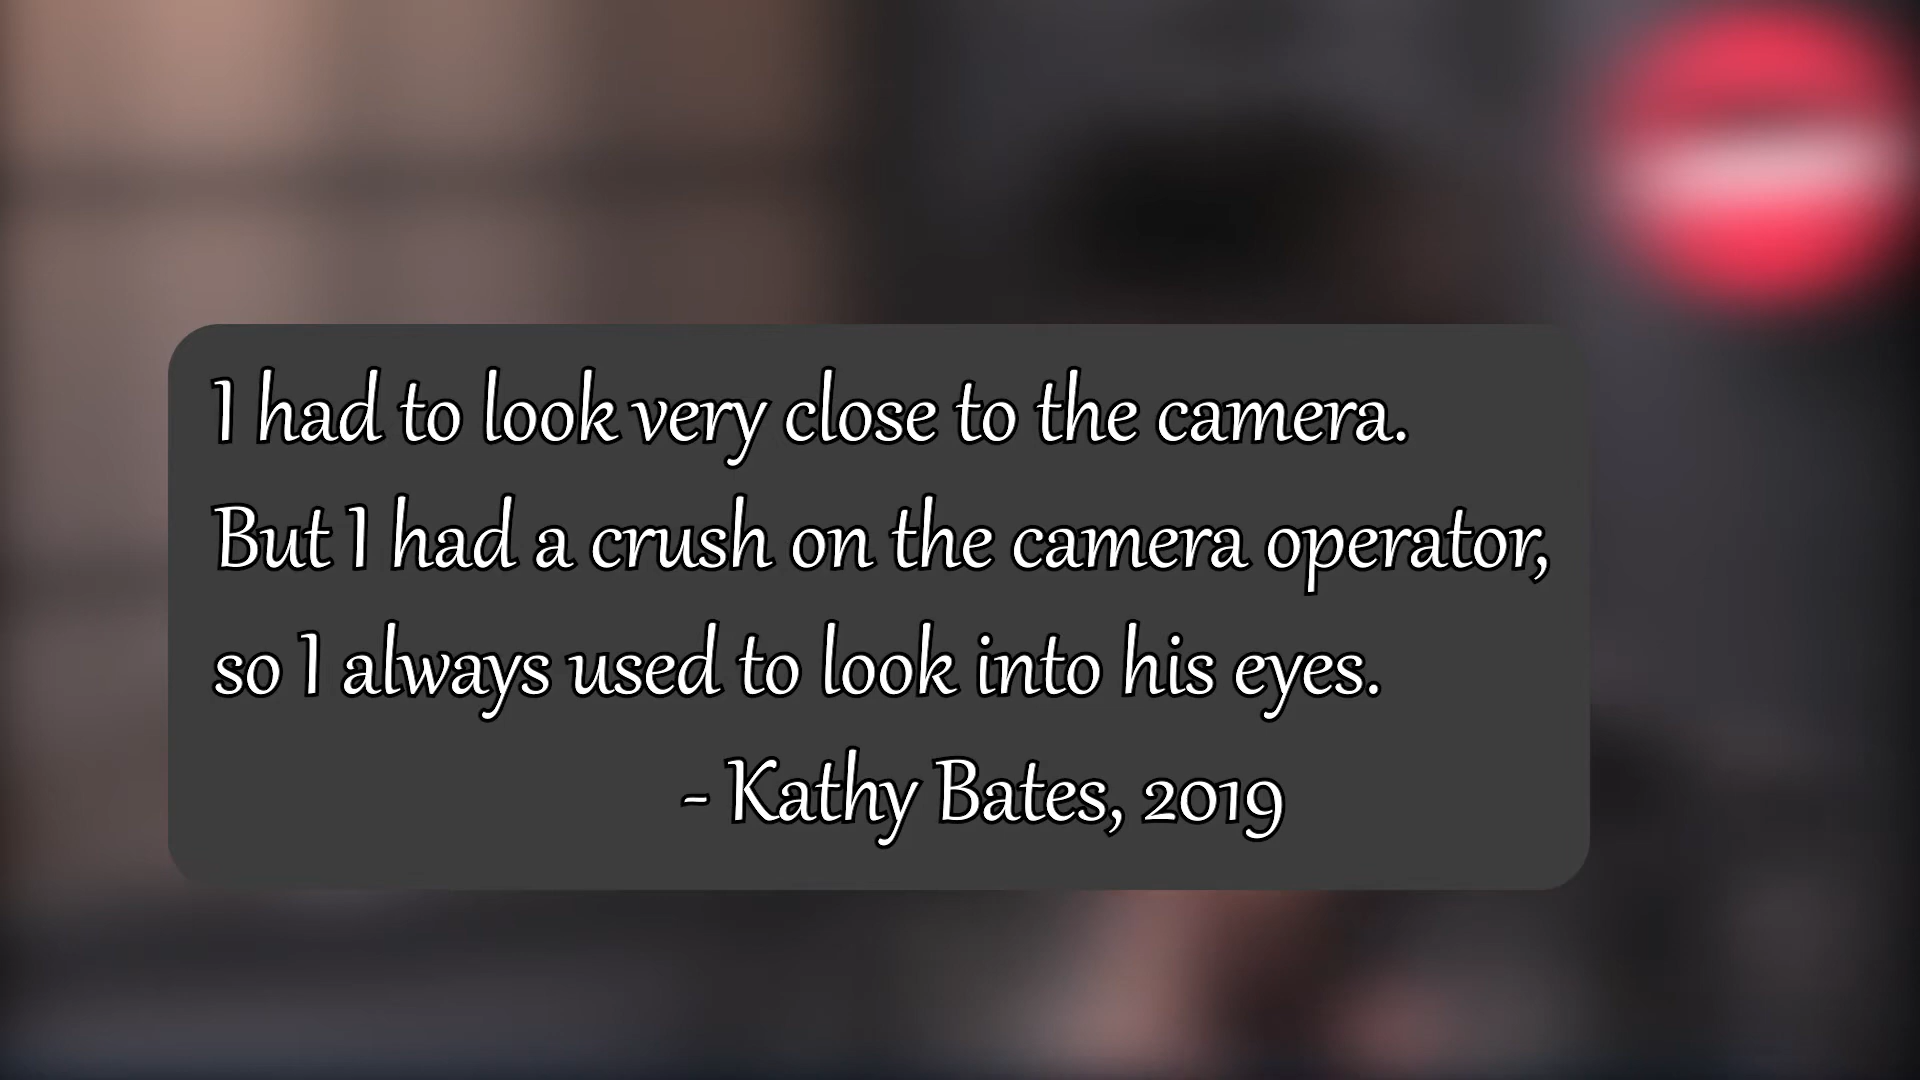 I had to look very close to the camera.
But I had a crush on the camera operator,
so I always used to look into his eyes.
- Kathy Bates, 2019